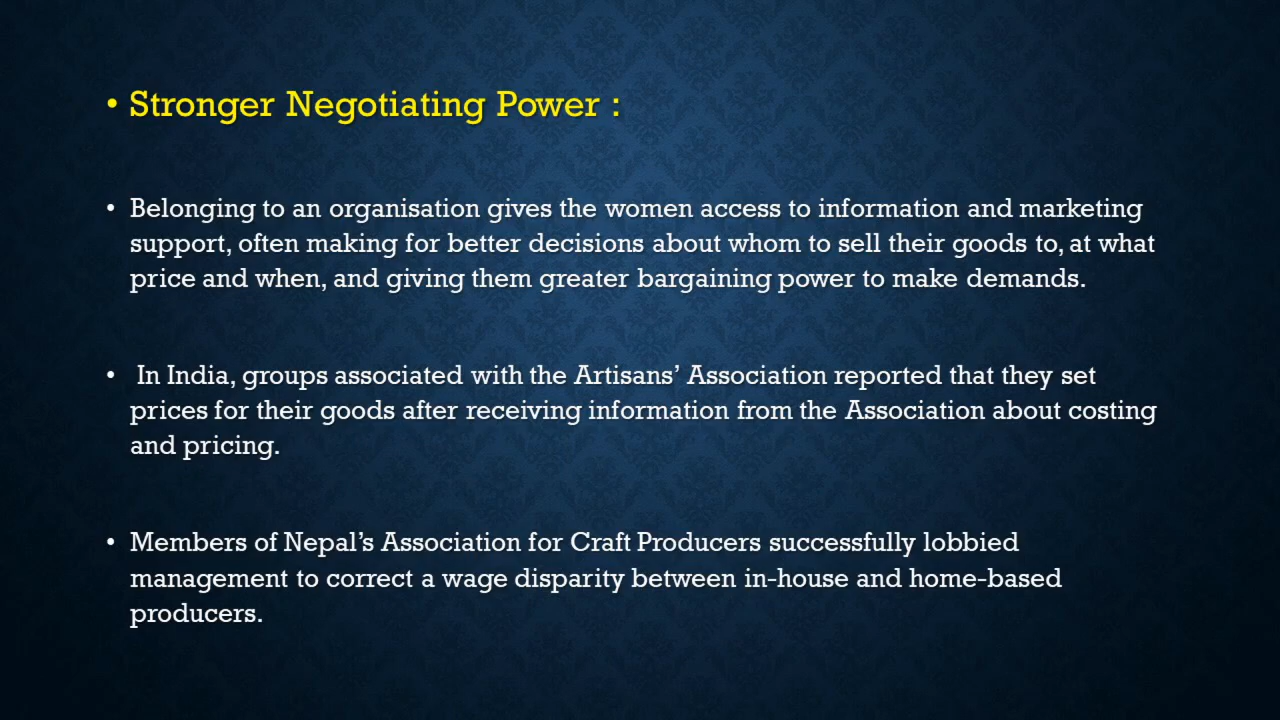 • Stronger Negotiating Power :
• Belonging to an organisation gives the women access to information and marketing
support, often making for better decisions about whom to sell their goods to, at what
price and when, and giving them greater bargaining power to make demands.
• In India, groups associated with the Artisans’ Association reported that they set
prices for their goods after receiving information from the Association about costing
and pricing.
• Members of Nepal’s Association for Craft Producers successfully lobbied
management to correct a wage disparity between in-house and home-based
producers.